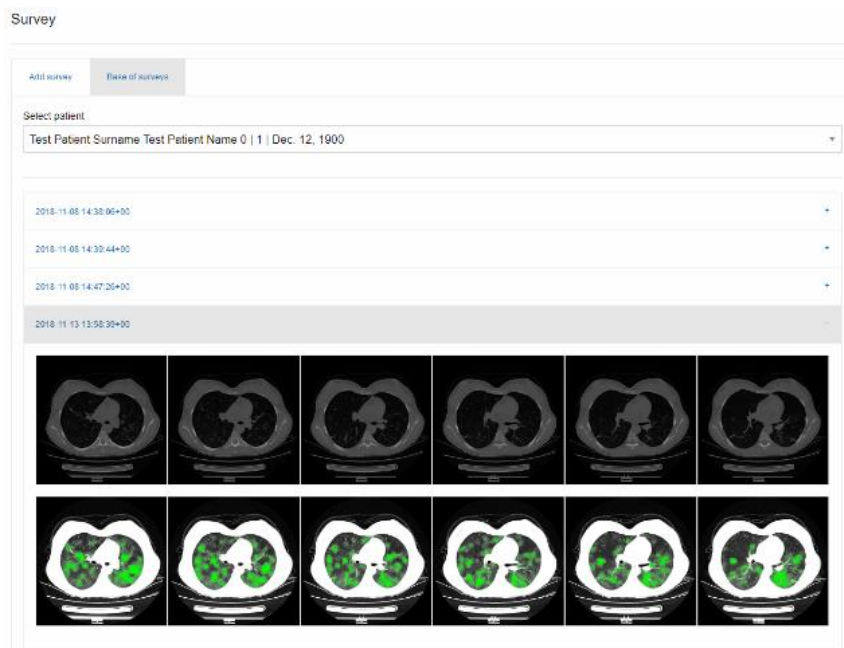 Survey
Add survey
Base of surveys
Select patient
Test Patient Surname Test Patient Name 0 | 1 | Dec. 12, 1900
2018-11-08 14:38:06+00
2018-11-08 14:39:44+00
2018-11-08 14:47:26+00
2018-11-13 13:58:39+00